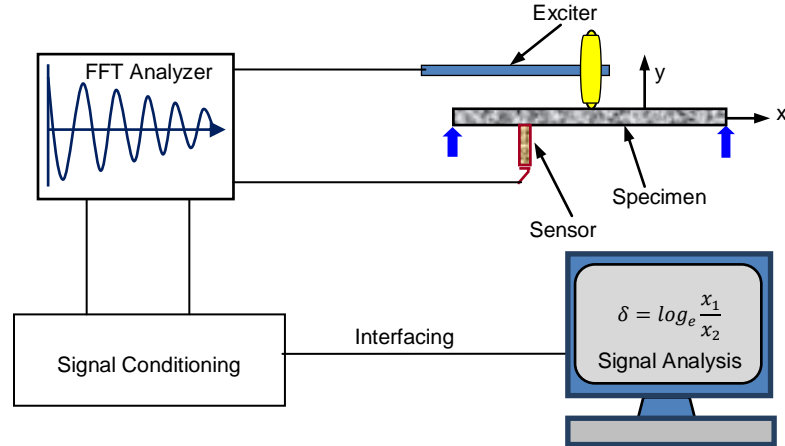 Exciter
FFT Analyzer
y
x
Specimen
Sensor
δ = log_e x_1/x_2
Interfacing
Signal Conditioning
Signal Analysis